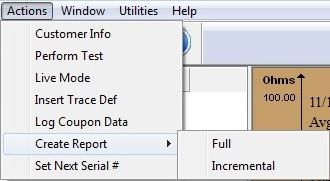 Actions Window Utilities Help
Customer Info
Perform Test
Live Mode
Insert Trace Def
Log Coupon Data
Create Report
Set Next Serial #
Full
Incremental
Ohms
100.00
11/1
Avg
Fou